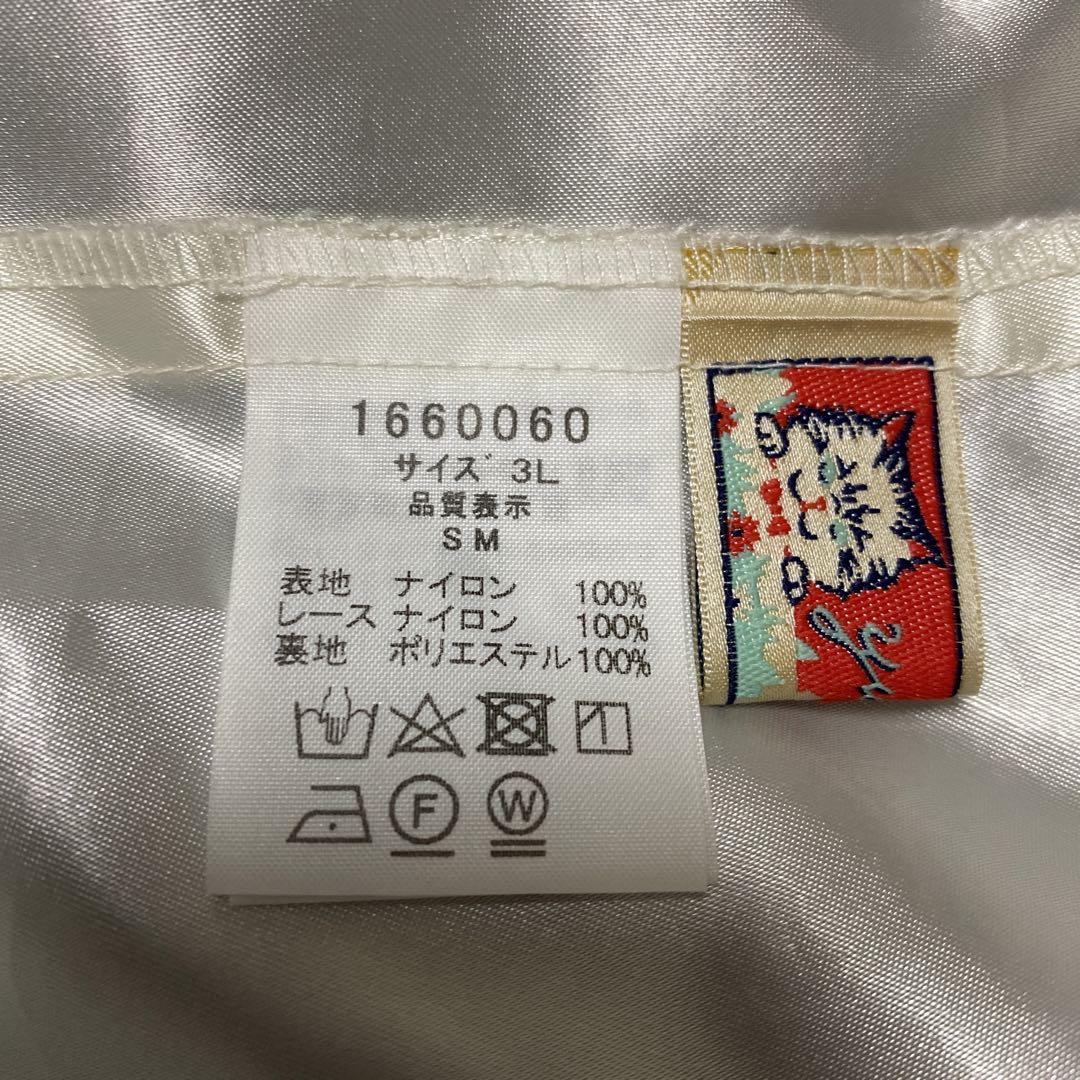 1660060
サイズ 3L
品質表示
SM
表地 ナイロン 100%
レース ナイロン 100%
裏地 ポリエステル 100%
F
W